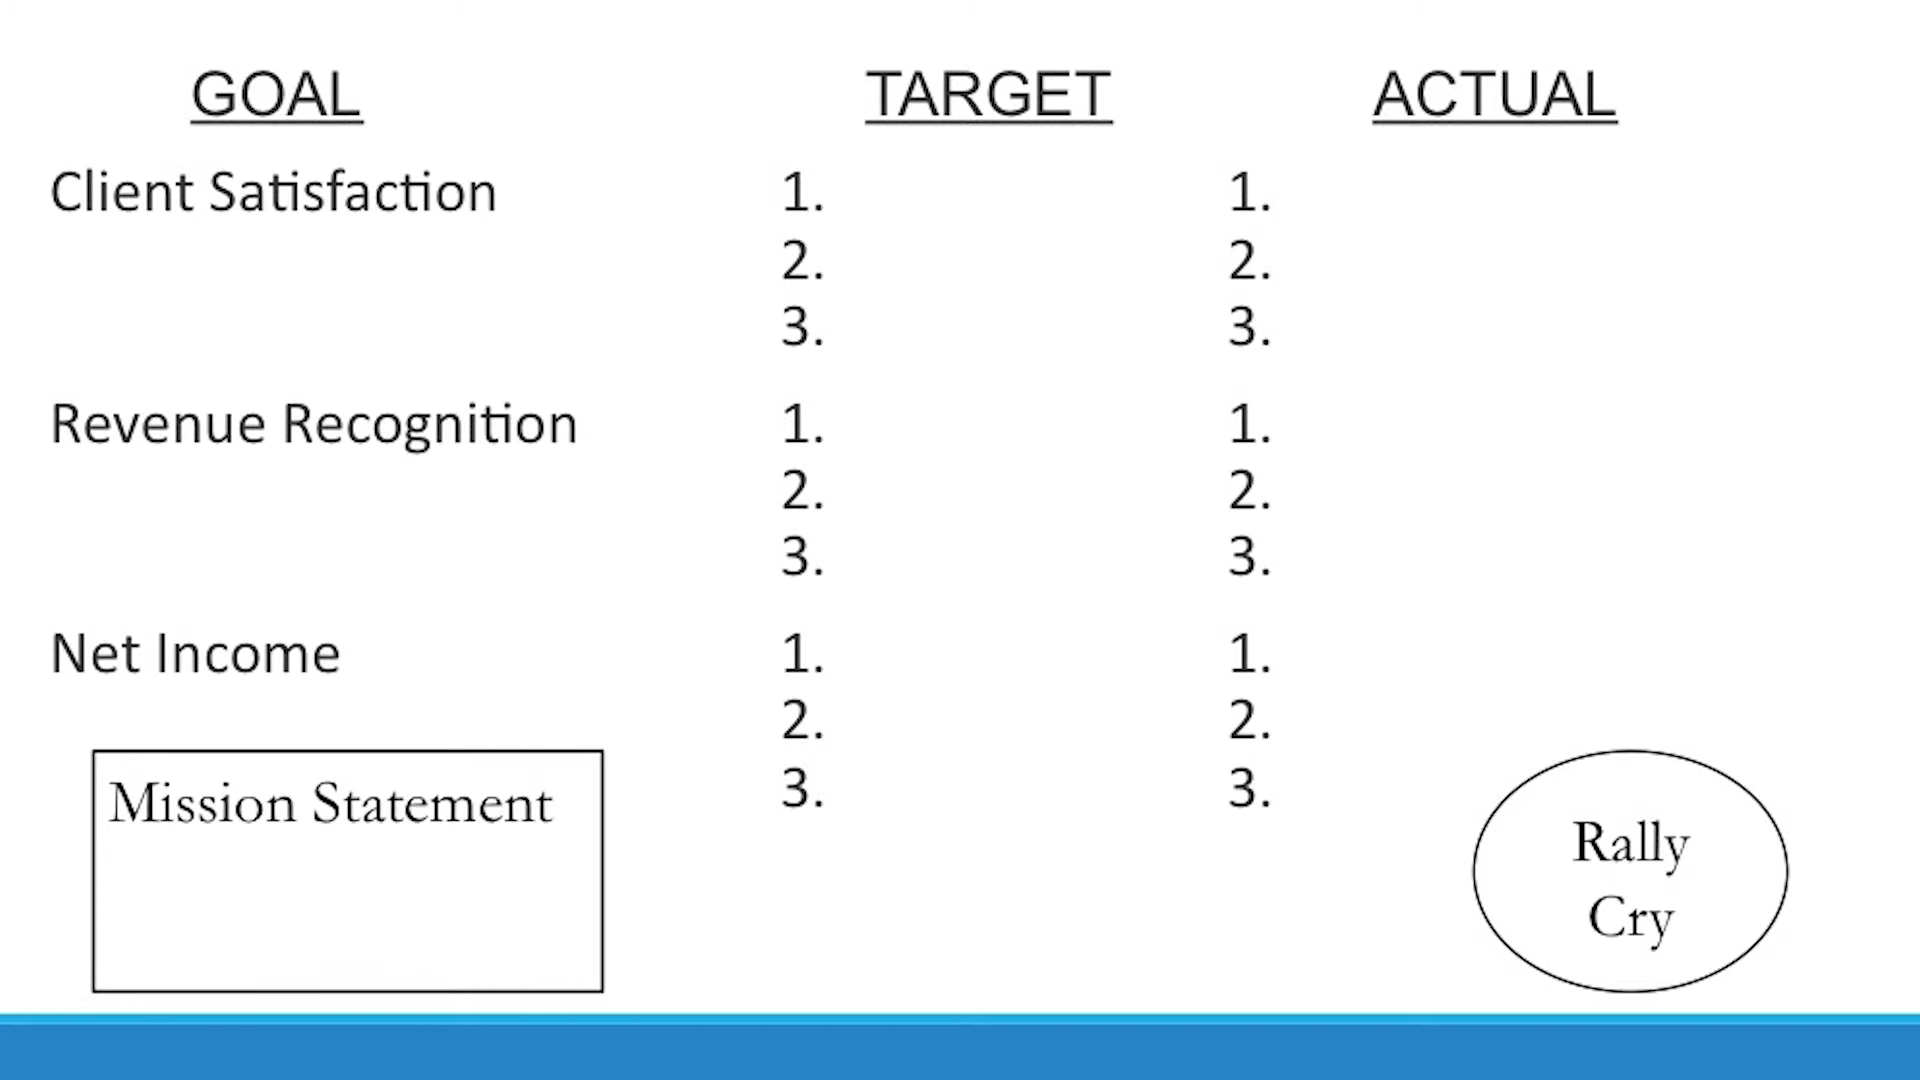 GOAL TARGET ACTUAL
Client Satisfaction 1. 1.
2. 2.
3. 3.
Revenue Recognition 1. 1.
2. 2.
3. 3.
Net Income 1. 1.
2. 2.
3. 3.
Mission Statement
Rally
Cry